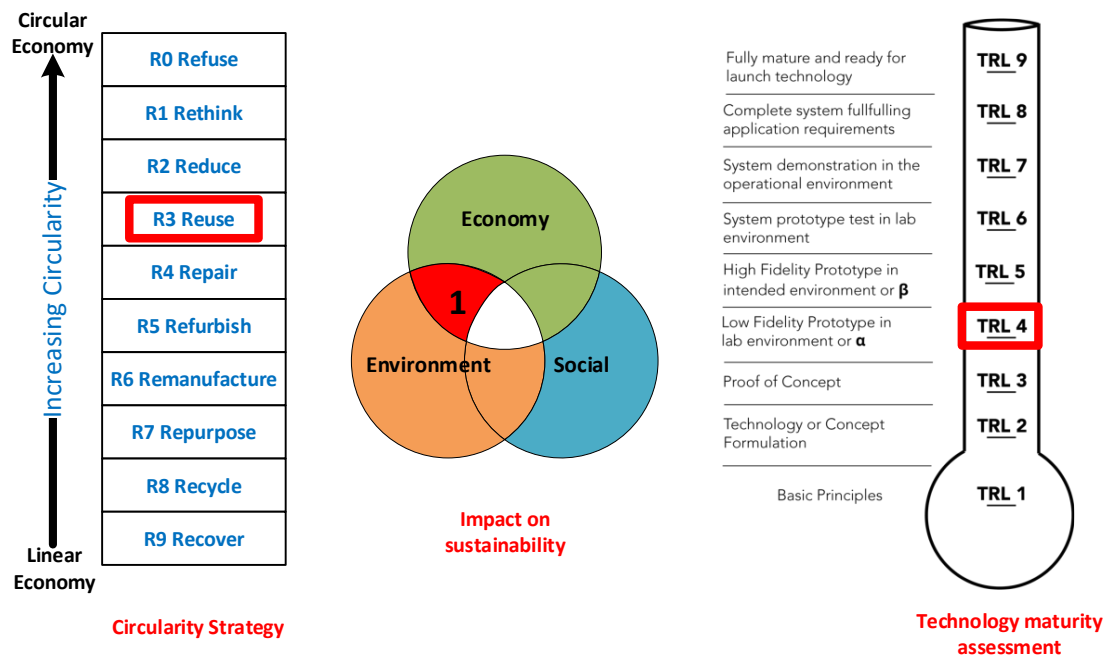 Circular
Economy
Increasing Circularity
Linear
Economy
R0 Refuse
R1 Rethink
R2 Reduce
R3 Reuse
R4 Repair
R5 Refurbish
R6 Remanufacture
R7 Repurpose
R8 Recycle
R9 Recover
Circularity Strategy
Economy
1
Environment
Social
Impact on
sustainability
Fully mature and ready for
launch technology
TRL 9
Complete system fullfulling
application requirements
TRL 8
System demonstration in the
operational environment
TRL 7
System prototype test in lab
environment
TRL 6
High Fidelity Prototype in
intended environment or β
TRL 5
Low Fidelity Prototype in
lab environment or α
TRL 4
Proof of Concept
TRL 3
Technology or Concept
Formulation
TRL 2
Basic Principles
TRL 1
Technology maturity
assessment